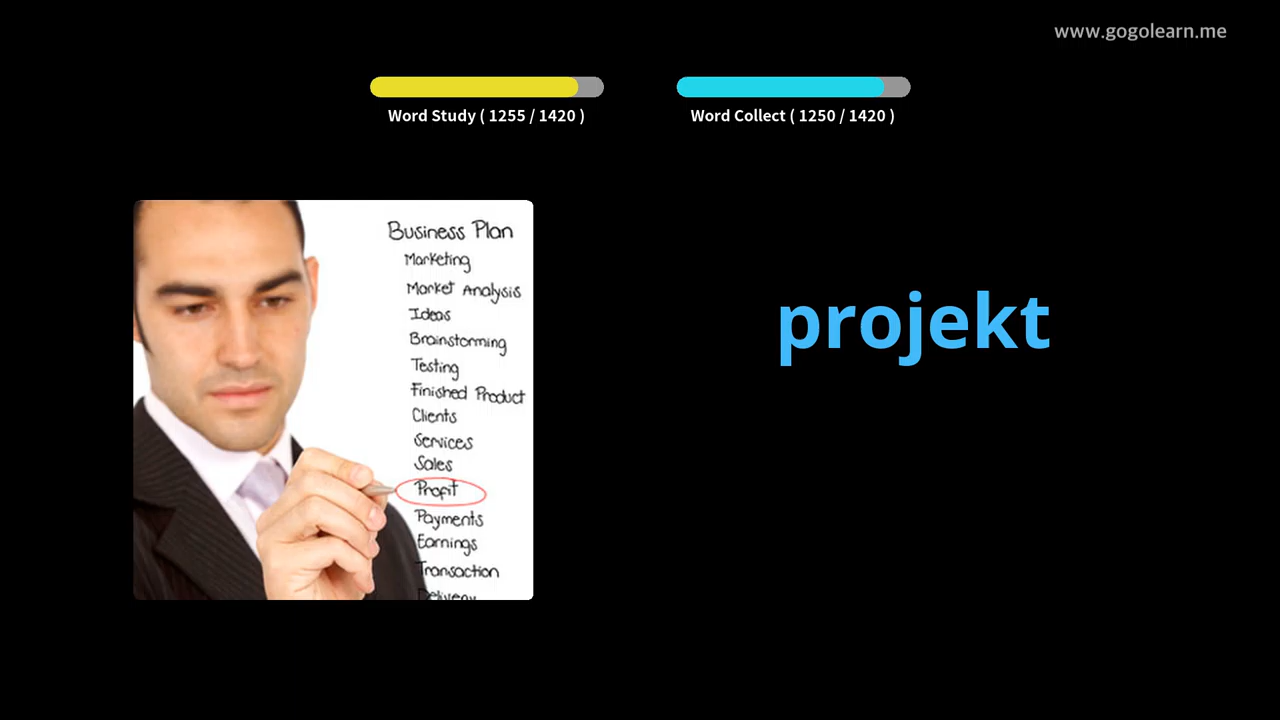 www.gogolearn.me
Word Study ( 1255 / 1420 )
Word Collect ( 1250 / 1420 )
Business Plan
Marketing
Market Analysis
Ideas
Brainstorming
Testing
Finished Product
Clients
Services
Sales
Profit
Payments
Earnings
Transaction
Delivery
projekt